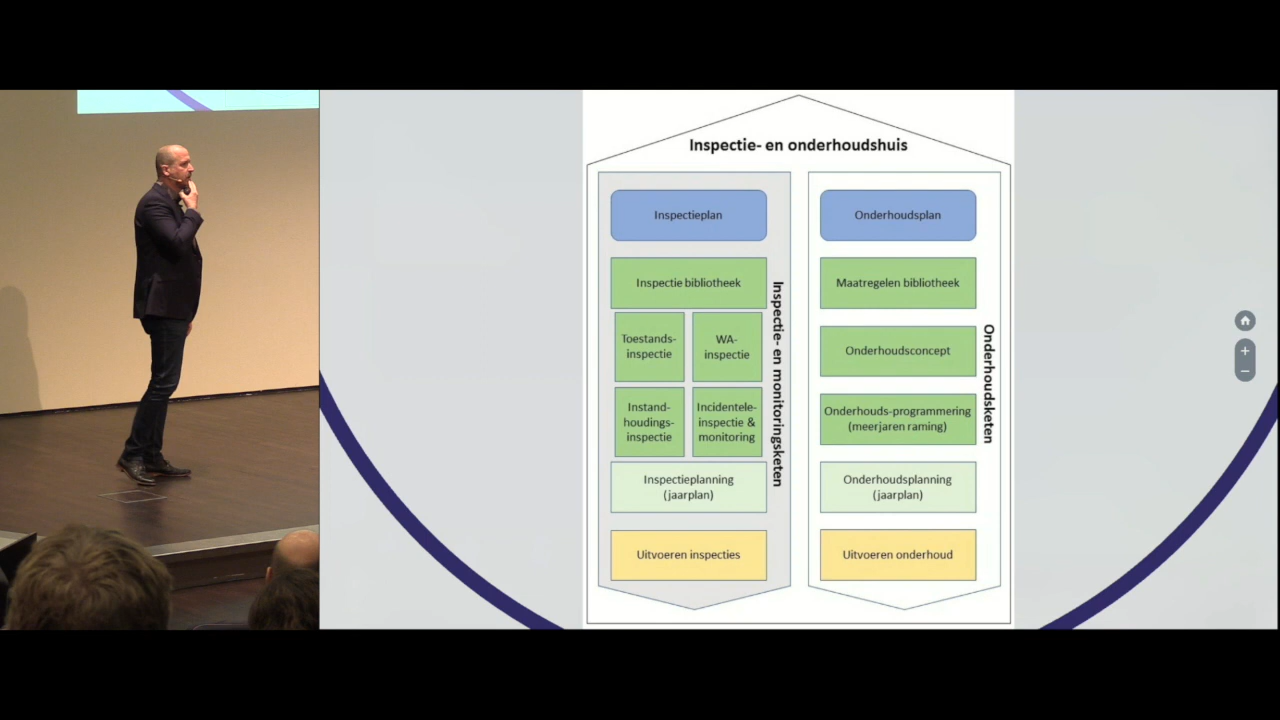 Inspectie- en onderhoudshuis
Inspectieplan
Inspectie bibliotheek
Toestands-
inspectie
WA-
inspectie
Instand-
houdings-
inspectie
Incidentele-
inspectie &
monitoring
Inspectieplanning
(jaarplan)
Uitvoeren inspecties
Inspectie- en monitoringsketen
Onderhoudsplan
Maatregelen bibliotheek
Onderhoudsconcept
Onderhouds-programmering
(meerjaren raming)
Onderhoudsplanning
(jaarplan)
Uitvoeren onderhoud
Onderhoudsketen